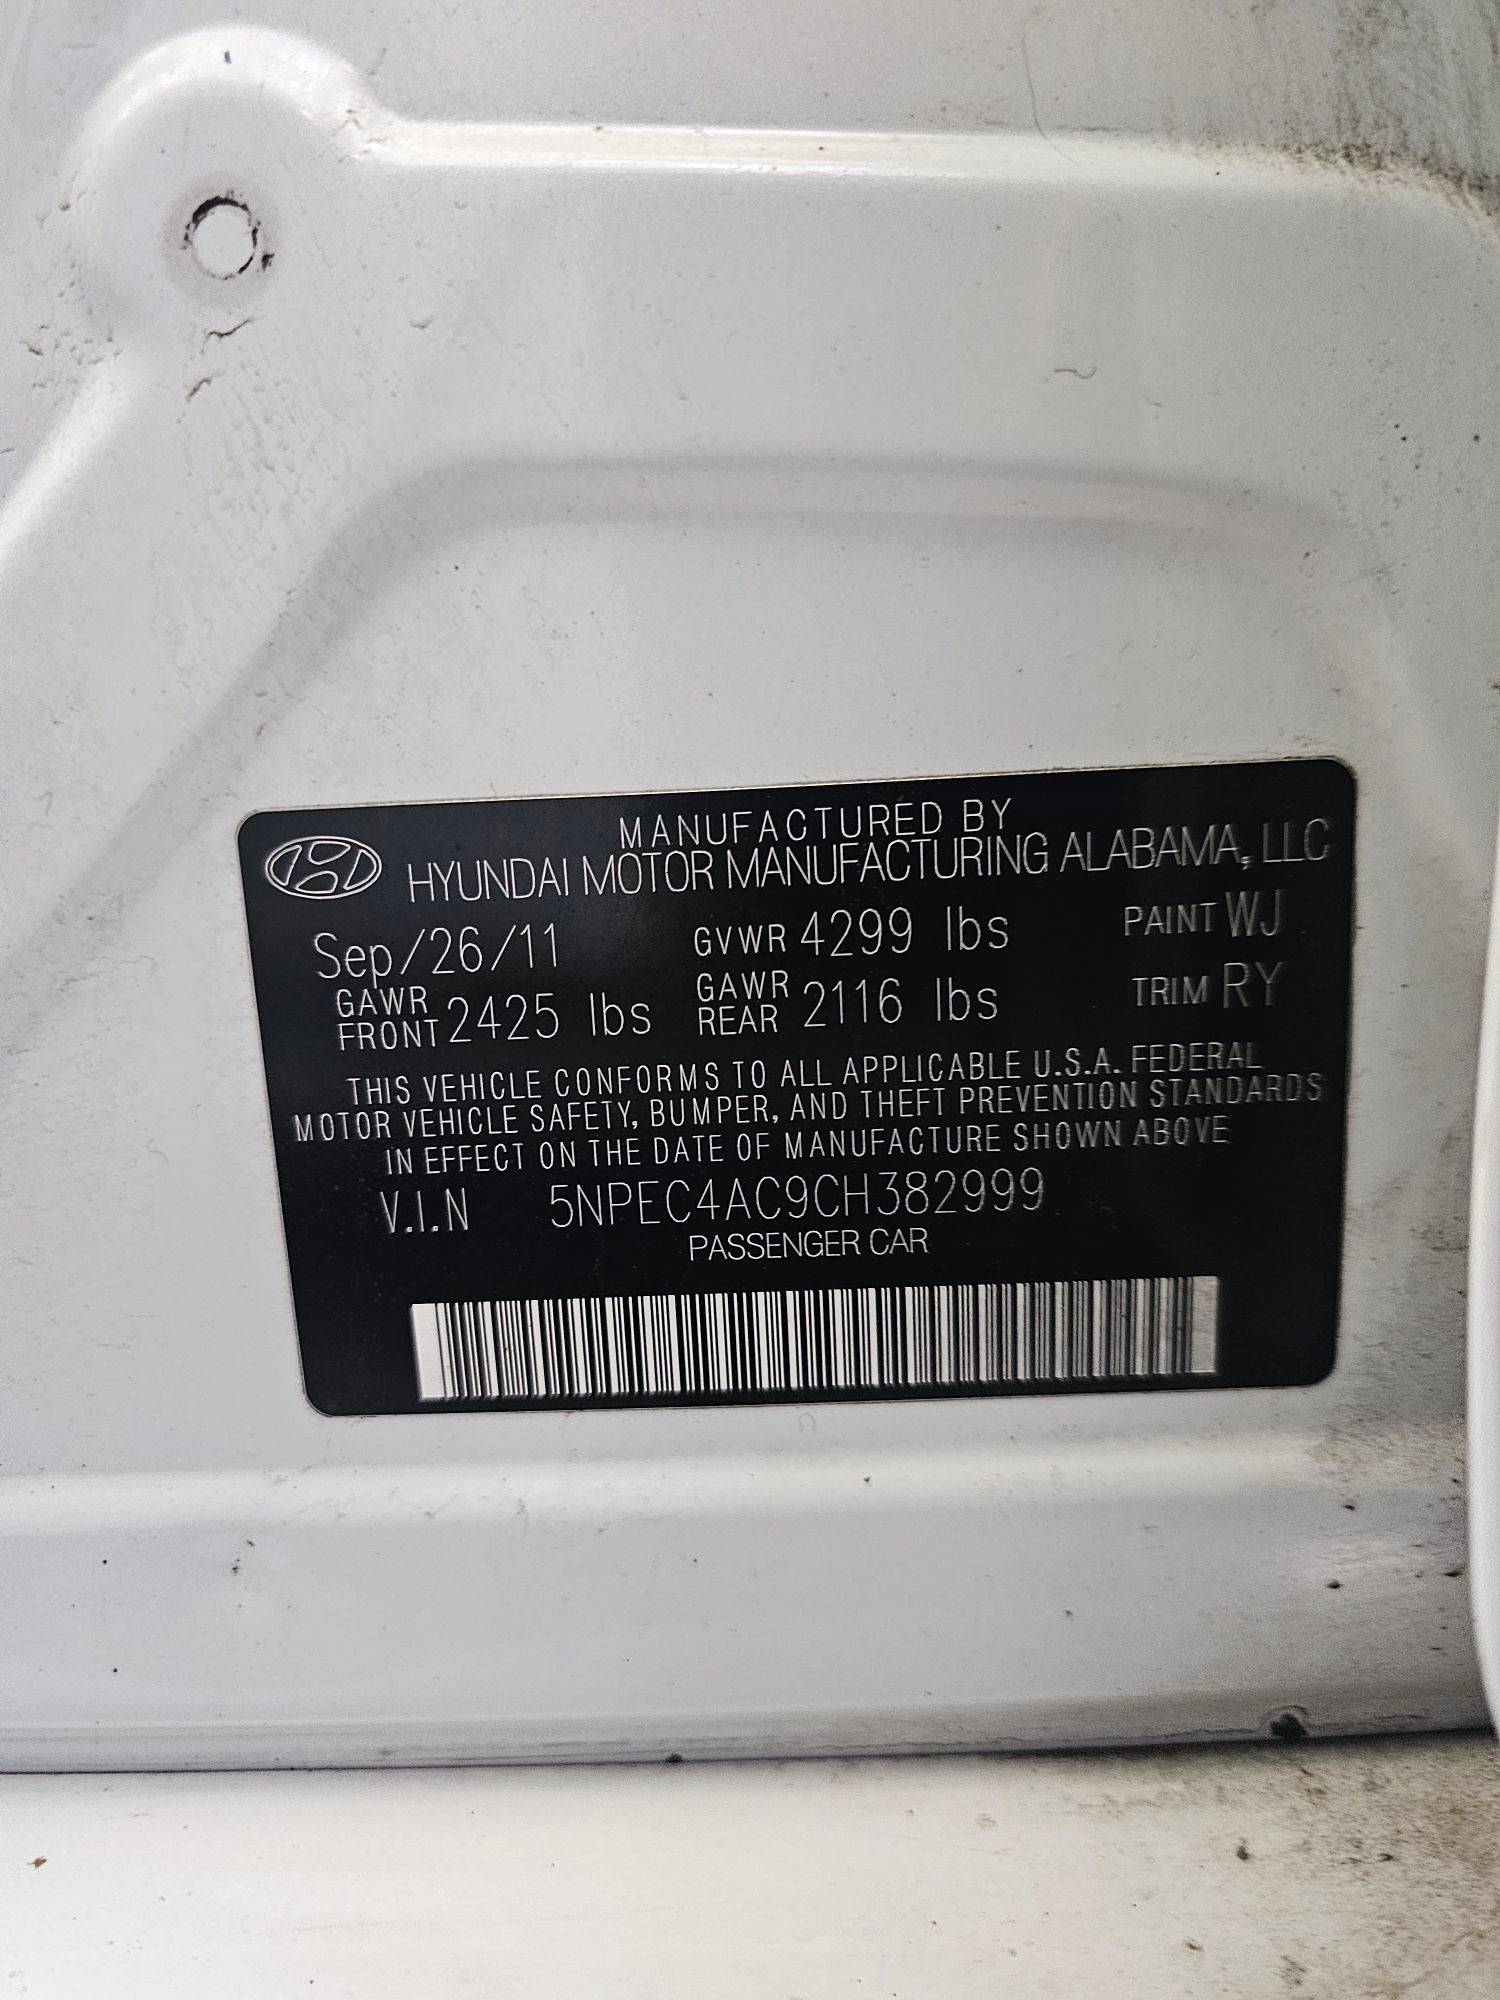 MANUFACTURED BY
HYUNDAI MOTOR MANUFACTURING ALABAMA, LLC
Sep/26/11 GVWR 4299 lbs PAINT WJ
GAWR FRONT 2425 lbs GAWR REAR 2116 lbs TRIM RY
THIS VEHICLE CONFORMS TO ALL APPLICABLE U.S.A. FEDERAL
MOTOR VEHICLE SAFETY, BUMPER, AND THEFT PREVENTION STANDARDS
IN EFFECT ON THE DATE OF MANUFACTURE SHOWN ABOVE
V.I.N 5NPEC4AC9CH382999
PASSENGER CAR